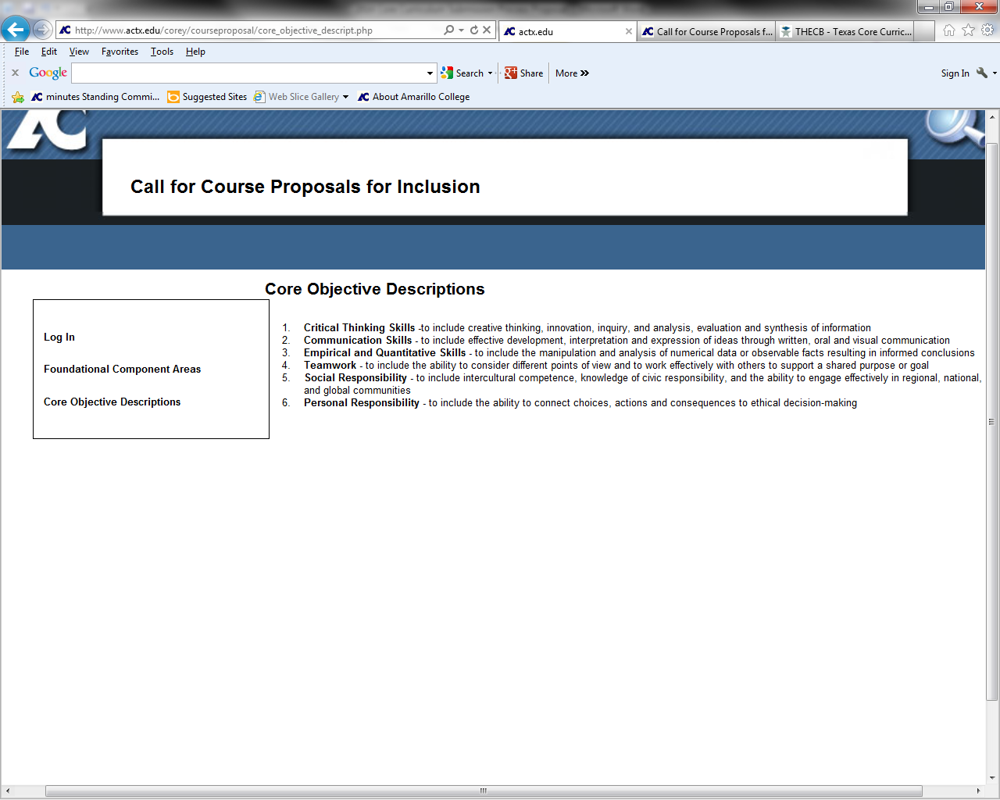 http://www.actx.edu/corey/courseproposal/core_objective_descript.php
actx.edu
Call for Course Proposals f...
THECB - Texas Core Curric...
File Edit View Favorites Tools Help
Google Search Share More Sign In
minutes Standing Commi... Suggested Sites Web Slice Gallery About Amarillo College
AC
Call for Course Proposals for Inclusion
Core Objective Descriptions
Log In
Foundational Component Areas
Core Objective Descriptions
1. Critical Thinking Skills -to include creative thinking, innovation, inquiry, and analysis, evaluation and synthesis of information
2. Communication Skills - to include effective development, interpretation and expression of ideas through written, oral and visual communication
3. Empirical and Quantitative Skills - to include the manipulation and analysis of numerical data or observable facts resulting in informed conclusions
4. Teamwork - to include the ability to consider different points of view and to work effectively with others to support a shared purpose or goal
5. Social Responsibility - to include intercultural competence, knowledge of civic responsibility, and the ability to engage effectively in regional, national,
and global communities
6. Personal Responsibility - to include the ability to connect choices, actions and consequences to ethical decision-making